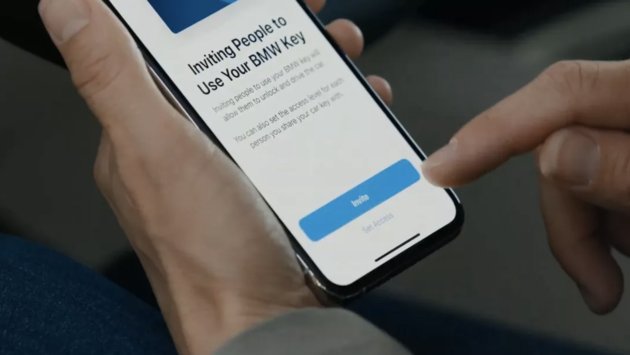 Inviting People to
Use Your BMW Key
Inviting people to use your BMW key will
allow them to unlock and drive the car.
You can also set the access level for each
person you share your car key with.
Invite
Set Access